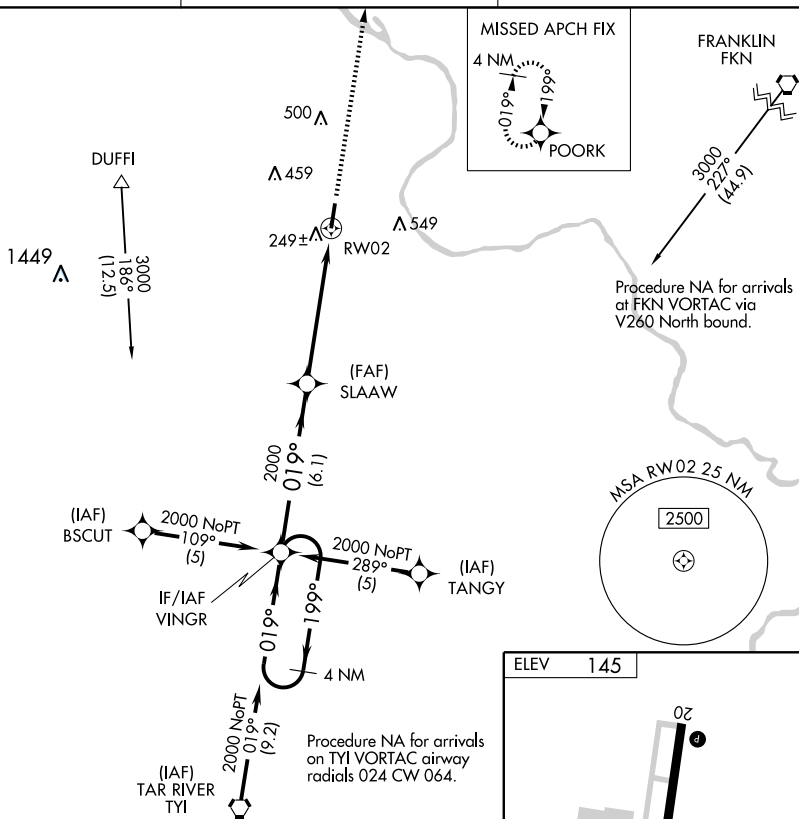 MISSED APCH FIX
4 NM
019°
199°
POORK
FRANKLIN
FKN
3000
227°
(44.9)
Procedure NA for arrivals
at FKN VORTAC via
V260 North bound.
500
459
249±
RW02
549
DUFFI
1449
3000
186°
(12.5)
(FAF)
SLAAW
2000
019°
(6.1)
(IAF)
BSCUT
2000 NoPT
109°
(5)
2000 NoPT
289°
(5)
(IAF)
TANGY
IF/IAF
VINGR
019°
199°
4 NM
2000 NoPT
019°
(9.2)
(IAF)
TAR RIVER
TYI
Procedure NA for arrivals
on TYI VORTAC airway
radials 024 CW 064.
MSA RW02 25 NM
2500
ELEV 145
20
P